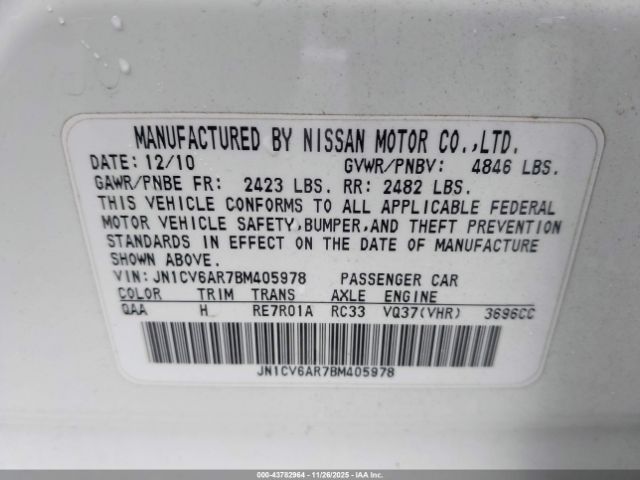 MANUFACTURED BY NISSAN MOTOR CO.,LTD.
DATE: 12/10 GVWR/PNBV: 4846 LBS.
GAWR/PNBE FR: 2423 LBS. RR: 2482 LBS.
THIS VEHICLE CONFORMS TO ALL APPLICABLE FEDERAL
MOTOR VEHICLE SAFETY,BUMPER,AND THEFT PREVENTION
STANDARDS IN EFFECT ON THE DATE OF MANUFACTURE
SHOWN ABOVE.
VIN: JN1CV6AR7BM405978 PASSENGER CAR
COLOR TRIM TRANS AXLE ENGINE
QAA H RE7R01A RC33 VQ37(VHR) 3696CC
JN1CV6AR7BM405978
000-43782964 - 11/26/2025 - IAAI.COM